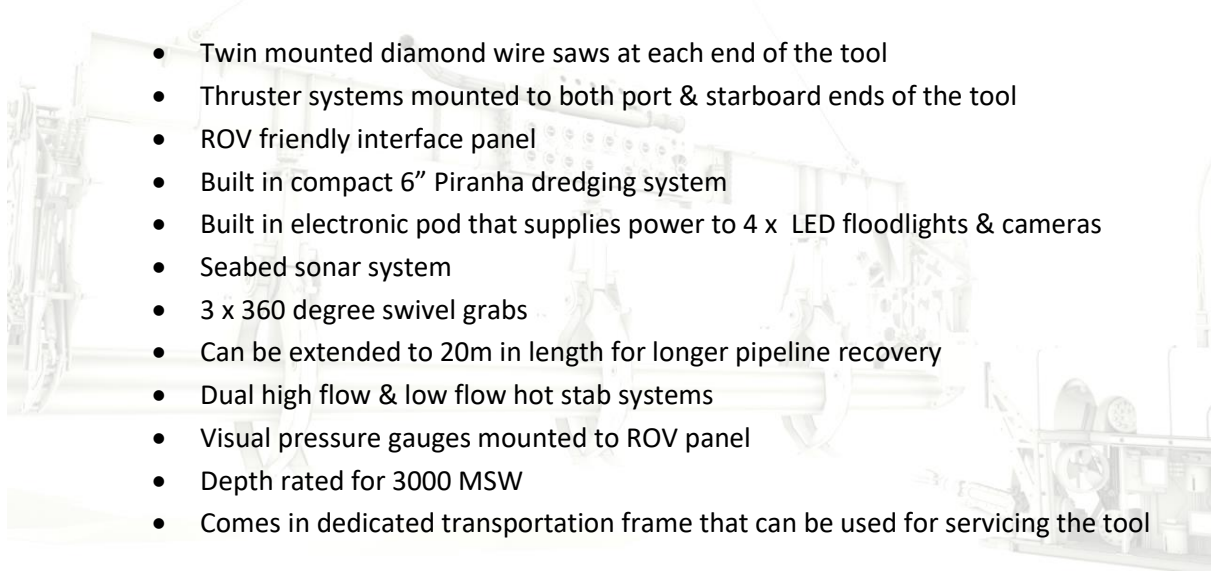 • Twin mounted diamond wire saws at each end of the tool
• Thruster systems mounted to both port & starboard ends of the tool
• ROV friendly interface panel
• Built in compact 6” Piranha dredging system
• Built in electronic pod that supplies power to 4 x  LED floodlights & cameras
• Seabed sonar system
• 3 x 360 degree swivel grabs
• Can be extended to 20m in length for longer pipeline recovery
• Dual high flow & low flow hot stab systems
• Visual pressure gauges mounted to ROV panel
• Depth rated for 3000 MSW
• Comes in dedicated transportation frame that can be used for servicing the tool